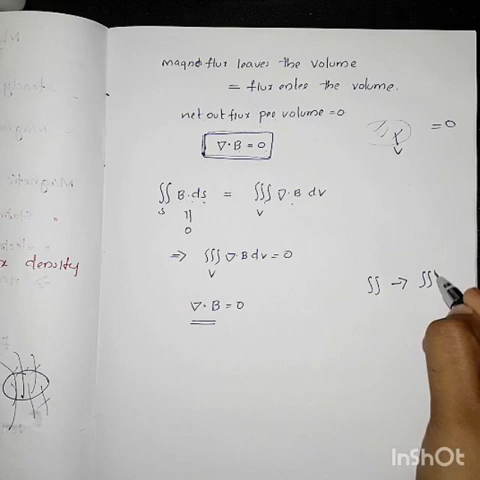 magnet flux leaves the volume
= flux enters the volume.
net out flux per volume = 0
∇·B = 0
= 0
V
∬ B·ds = ∭ ∇·B dv
S
V
||
0
=> ∭ ∇·B dv = 0
V
x density
∬ → ∭
∇·B = 0
InShOt